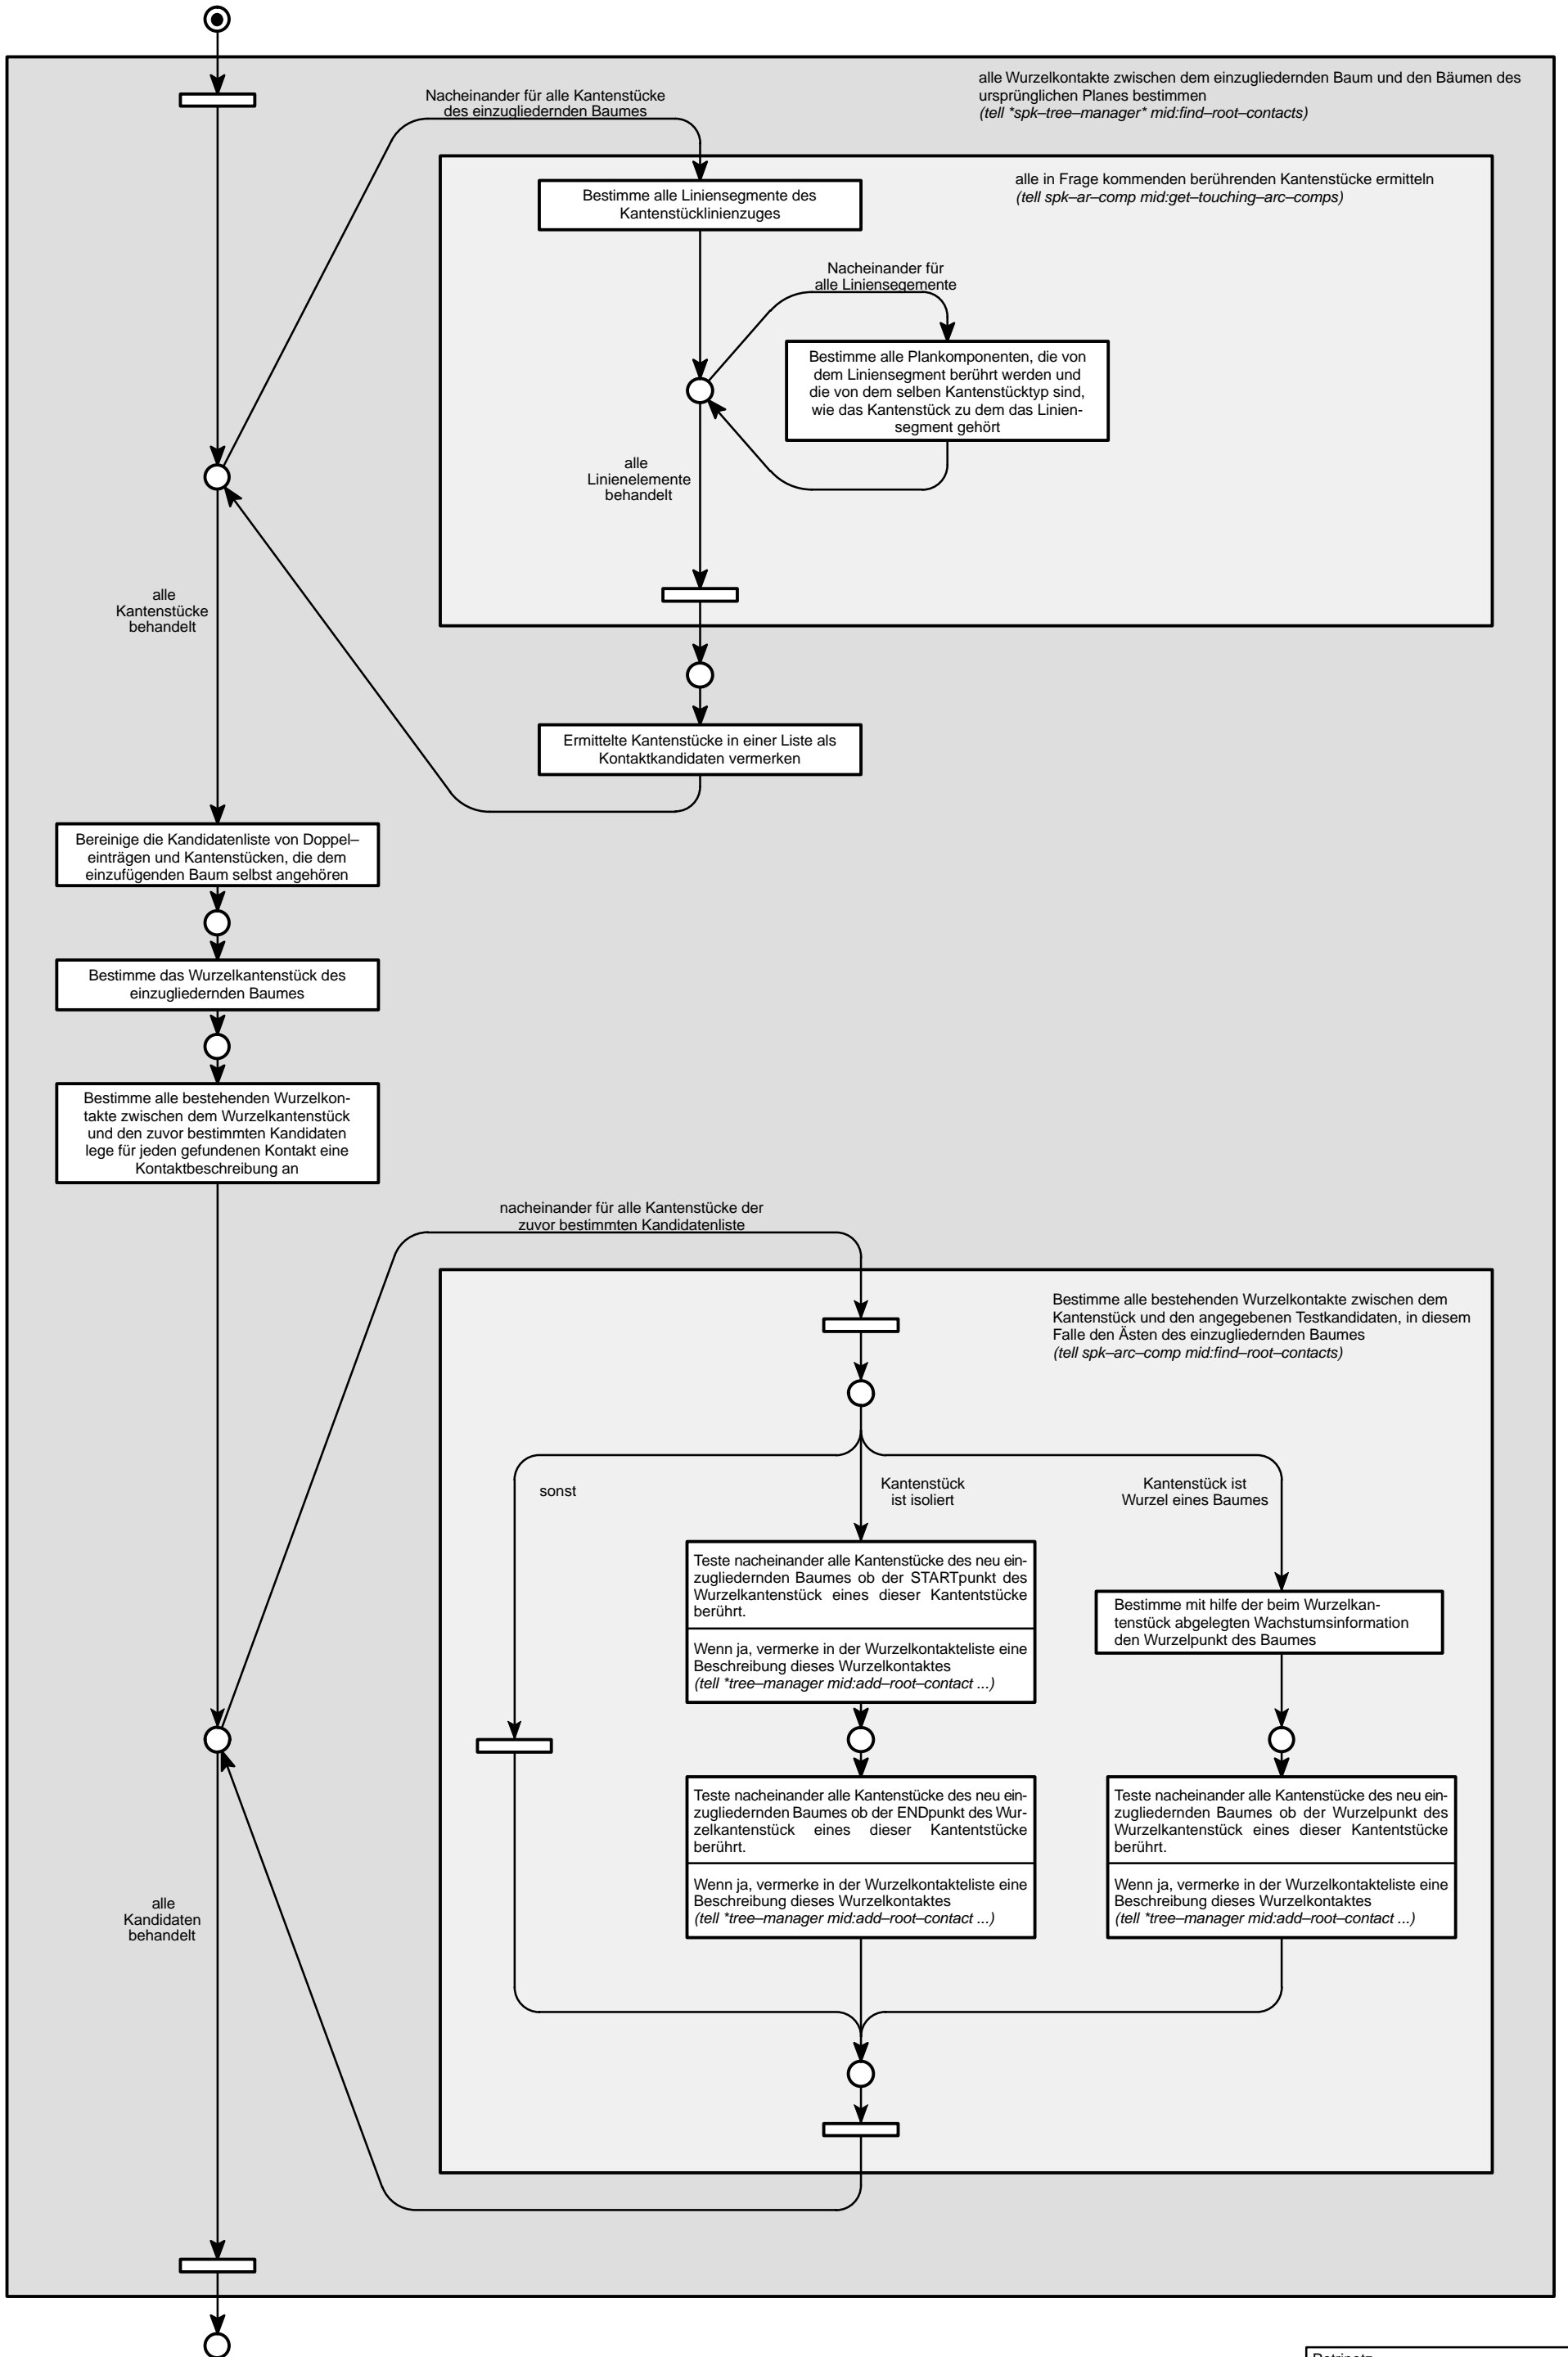 alle Wurzelkontakte zwischen dem einzugliedernden Baum und den Bäumen des
ursprünglichen Planes bestimmen
(tell *spk–tree–manager* mid:find–root–contacts)
Nacheinander für alle Kantenstücke
des einzugliedernden Baumes
alle in Frage kommenden berührenden Kantenstücke ermitteln
(tell spk–ar–comp mid:get–touching–arc–comps)
Bestimme alle Liniensegmente des
Kantenstücklinienzuges
Nacheinander für
alle Liniensegemente
Bestimme alle Plankomponenten, die von
dem Liniensegment berührt werden und
die von dem selben Kantenstücktyp sind,
wie das Kantenstück zu dem das Linien-
segment gehört
alle
Linienelemente
behandelt
alle
Kantenstücke
behandelt
Ermittelte Kantenstücke in einer Liste als
Kontaktkandidaten vermerken
Bereinige die Kandidatenliste von Doppel–
einträgen und Kantenstücken, die dem
einzufügenden Baum selbst angehören
Bestimme das Wurzelkantenstück des
einzugliedernden Baumes
Bestimme alle bestehenden Wurzelkon-
takte zwischen dem Wurzelkantenstück
und den zuvor bestimmten Kandidaten
lege für jeden gefundenen Kontakt eine
Kontaktbeschreibung an
nacheinander für alle Kantenstücke der
zuvor bestimmten Kandidatenliste
Bestimme alle bestehenden Wurzelkontakte zwischen dem
Kantenstück und den angegebenen Testkandidaten, in diesem
Falle den Ästen des einzugliedernden Baumes
(tell spk–arc–comp mid:find–root–contacts)
sonst
Kantenstück
ist isoliert
Kantenstück ist
Wurzel eines Baumes
Teste nacheinander alle Kantenstücke des neu ein-
zugliedernden Baumes ob der STARTpunkt des
Wurzelkantenstück eines dieser Kantentstücke
berührt.
Wenn ja, vermerke in der Wurzelkontakteliste eine
Beschreibung dieses Wurzelkontaktes
(tell *tree–manager mid:add–root–contact ...)
Bestimme mit hilfe der beim Wurzelkan-
tenstück abgelegten Wachstumsinformation
den Wurzelpunkt des Baumes
Teste nacheinander alle Kantenstücke des neu ein-
zugliedernden Baumes ob der ENDpunkt des Wur-
zelkantenstück eines dieser Kantentstücke
berührt.
Wenn ja, vermerke in der Wurzelkontakteliste eine
Beschreibung dieses Wurzelkontaktes
(tell *tree–manager mid:add–root–contact ...)
Teste nacheinander alle Kantenstücke des neu ein-
zugliedernden Baumes ob der Wurzelpunkt des
Wurzelkantenstück eines dieser Kantentstücke
berührt.
Wenn ja, vermerke in der Wurzelkontakteliste eine
Beschreibung dieses Wurzelkontaktes
(tell *tree–manager mid:add–root–contact ...)
alle
Kandidaten
behandelt